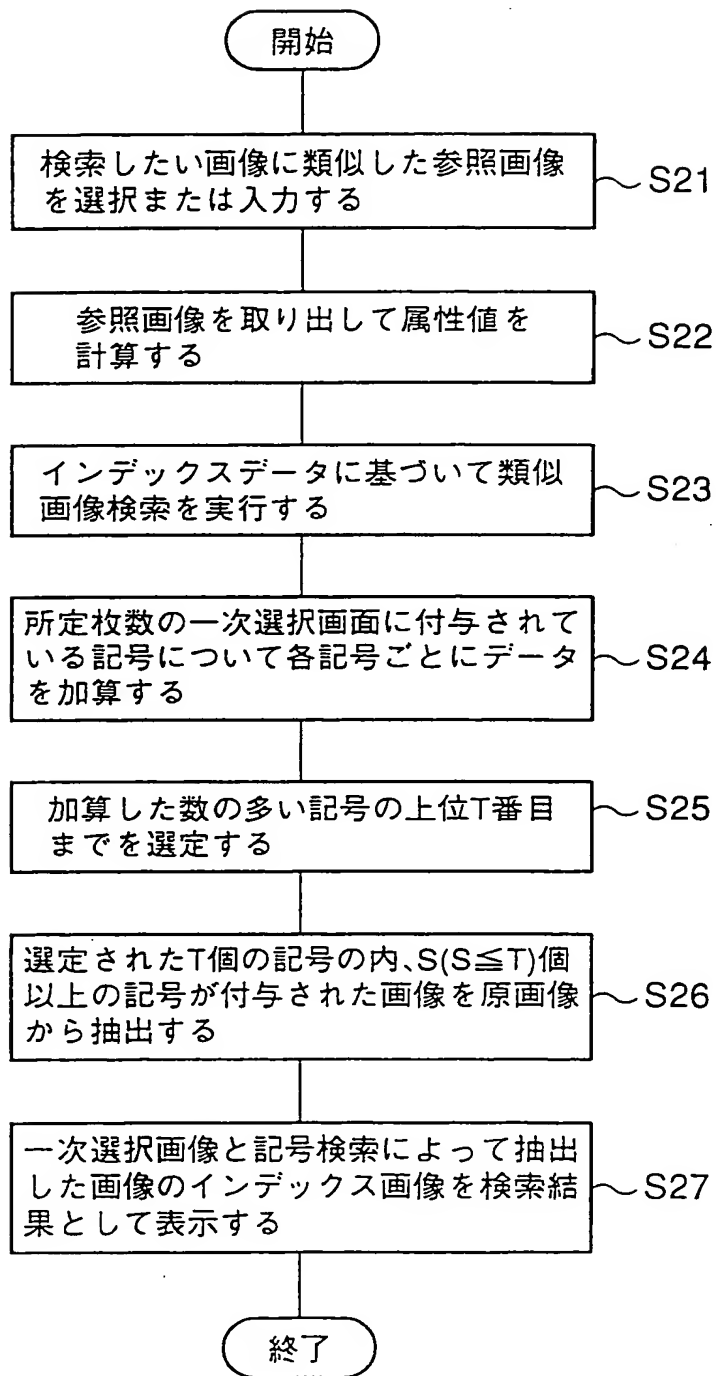 開始
検索したい画像に類似した参照画像
を選択または入力する
S21
参照画像を取り出して属性値を
計算する
S22
インデックスデータに基づいて類似
画像検索を実行する
S23
所定枚数の一次選択画面に付与されて
いる記号について各記号ごとにデータ
を加算する
S24
加算した数の多い記号の上位T番目
までを選定する
S25
選定されたT個の記号の内、S(S≦T)個
以上の記号が付与された画像を原画像
から抽出する
S26
一次選択画像と記号検索によって抽出
した画像のインデックス画像を検索結
果として表示する
S27
終了